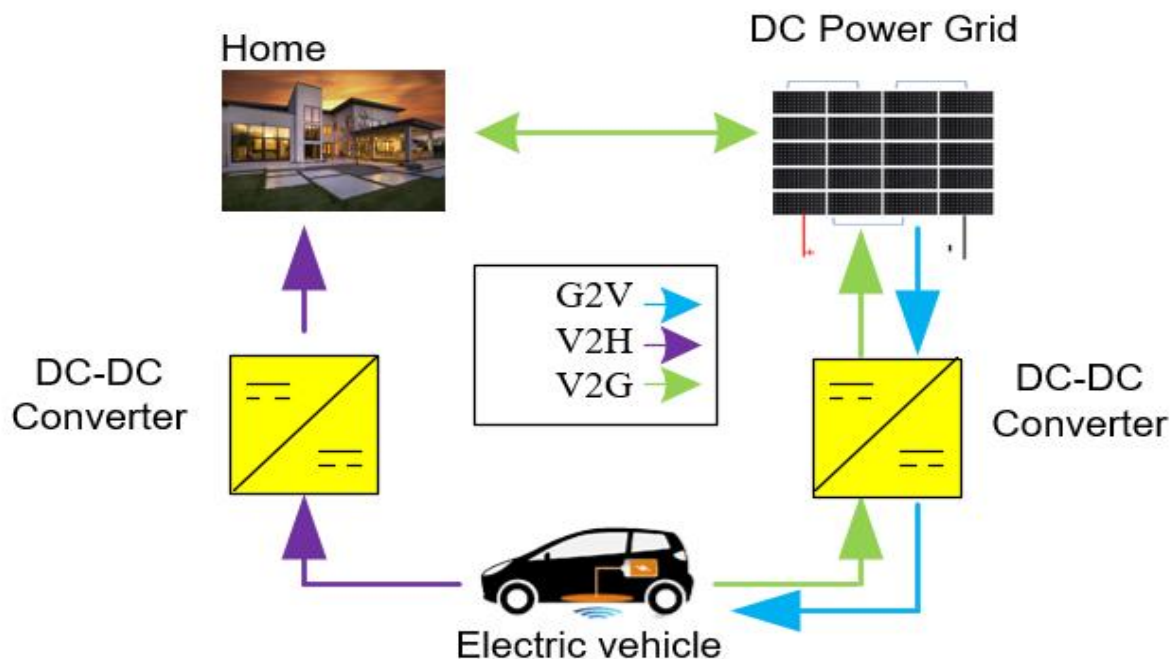 Home
DC Power Grid
G2V
V2H
V2G
DC-DC
Converter
DC-DC
Converter
Electric vehicle